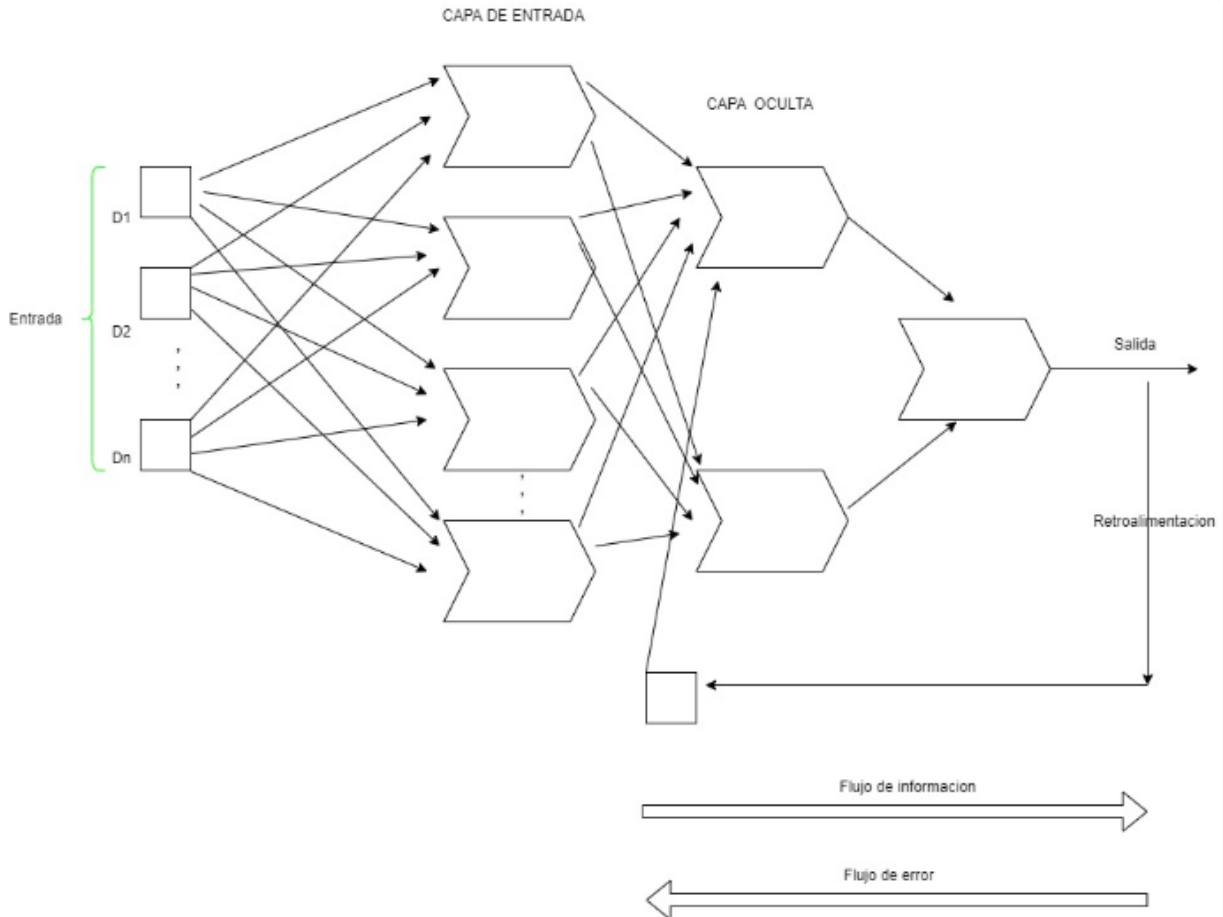 CAPA DE ENTRADA
CAPA OCULTA
D1
Entrada
D2
Dn
Salida
Retroalimentacion
Flujo de informacion
Flujo de error